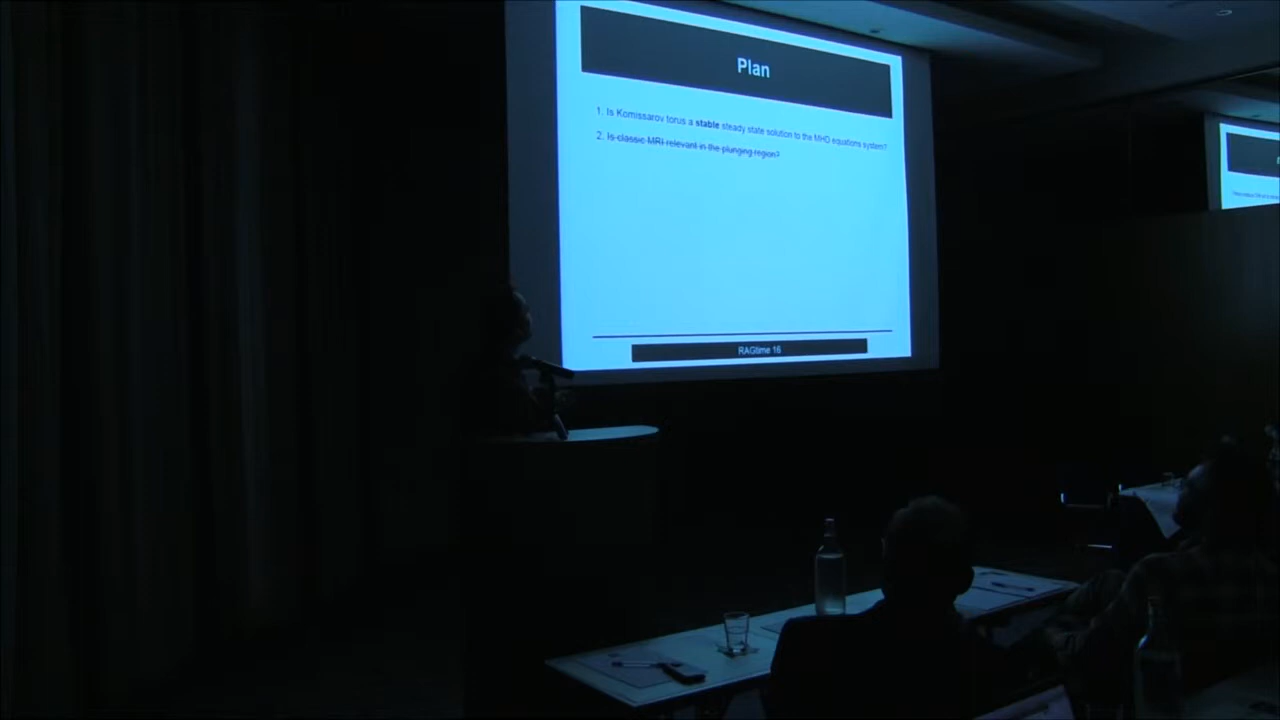 Plan
1. Is Komissarov torus a stable steady state solution to the MHD equations system?
2. Is classic MRI relevant in the plunging region?
RAGtime 16